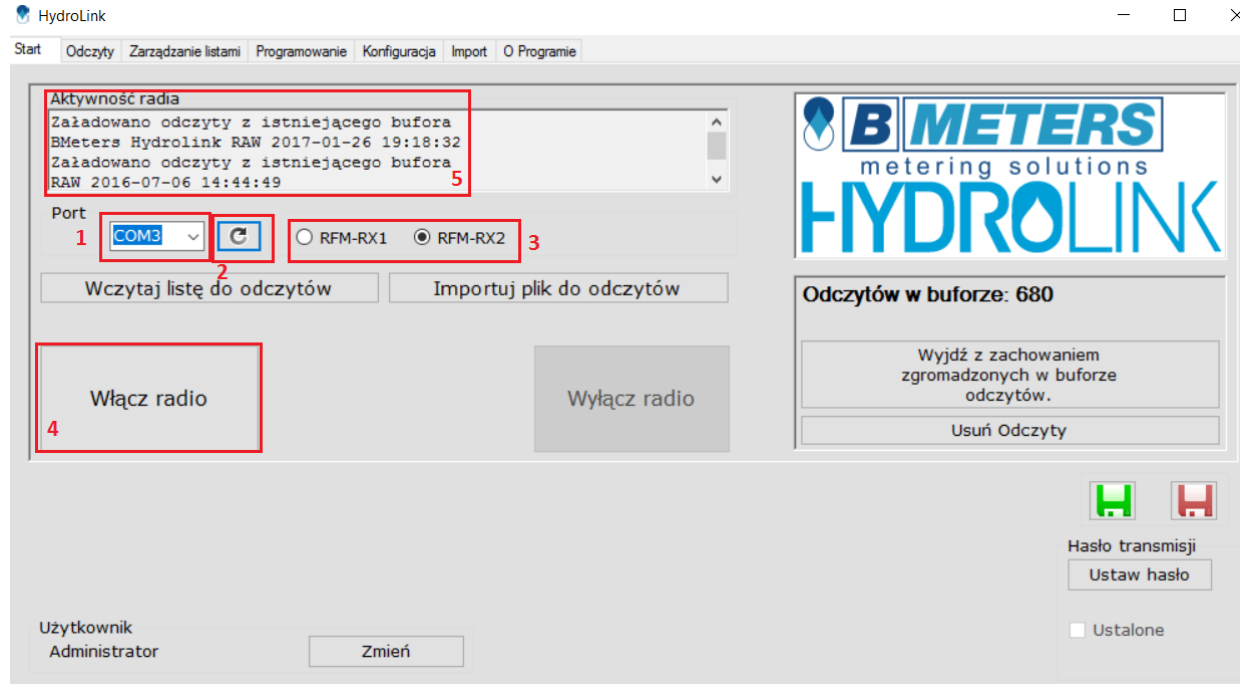 HydroLink
Start Odczyty Zarządzanie listami Programowanie Konfiguracja Import O Programie
Aktywność radia
Załadowano odczyty z istniejącego bufora
BMeters Hydrolink RAW 2017-01-26 19:18:32
Załadowano odczyty z istniejącego bufora
RAW 2016-07-06 14:44:49
5
Port
1 COM3
2
RFM-RX1 RFM-RX2 3
Wczytaj listę do odczytów Importuj plik do odczytów
Włącz radio Wyłącz radio
4
B METERS
metering solutions
HYDROLINK
Odczytów w buforze: 680
Wyjdź z zachowaniem
zgromadzonych w buforze
odczytów.
Usuń Odczyty
Hasło transmisji
Ustaw hasło
Ustalone
Użytkownik
Administrator Zmień